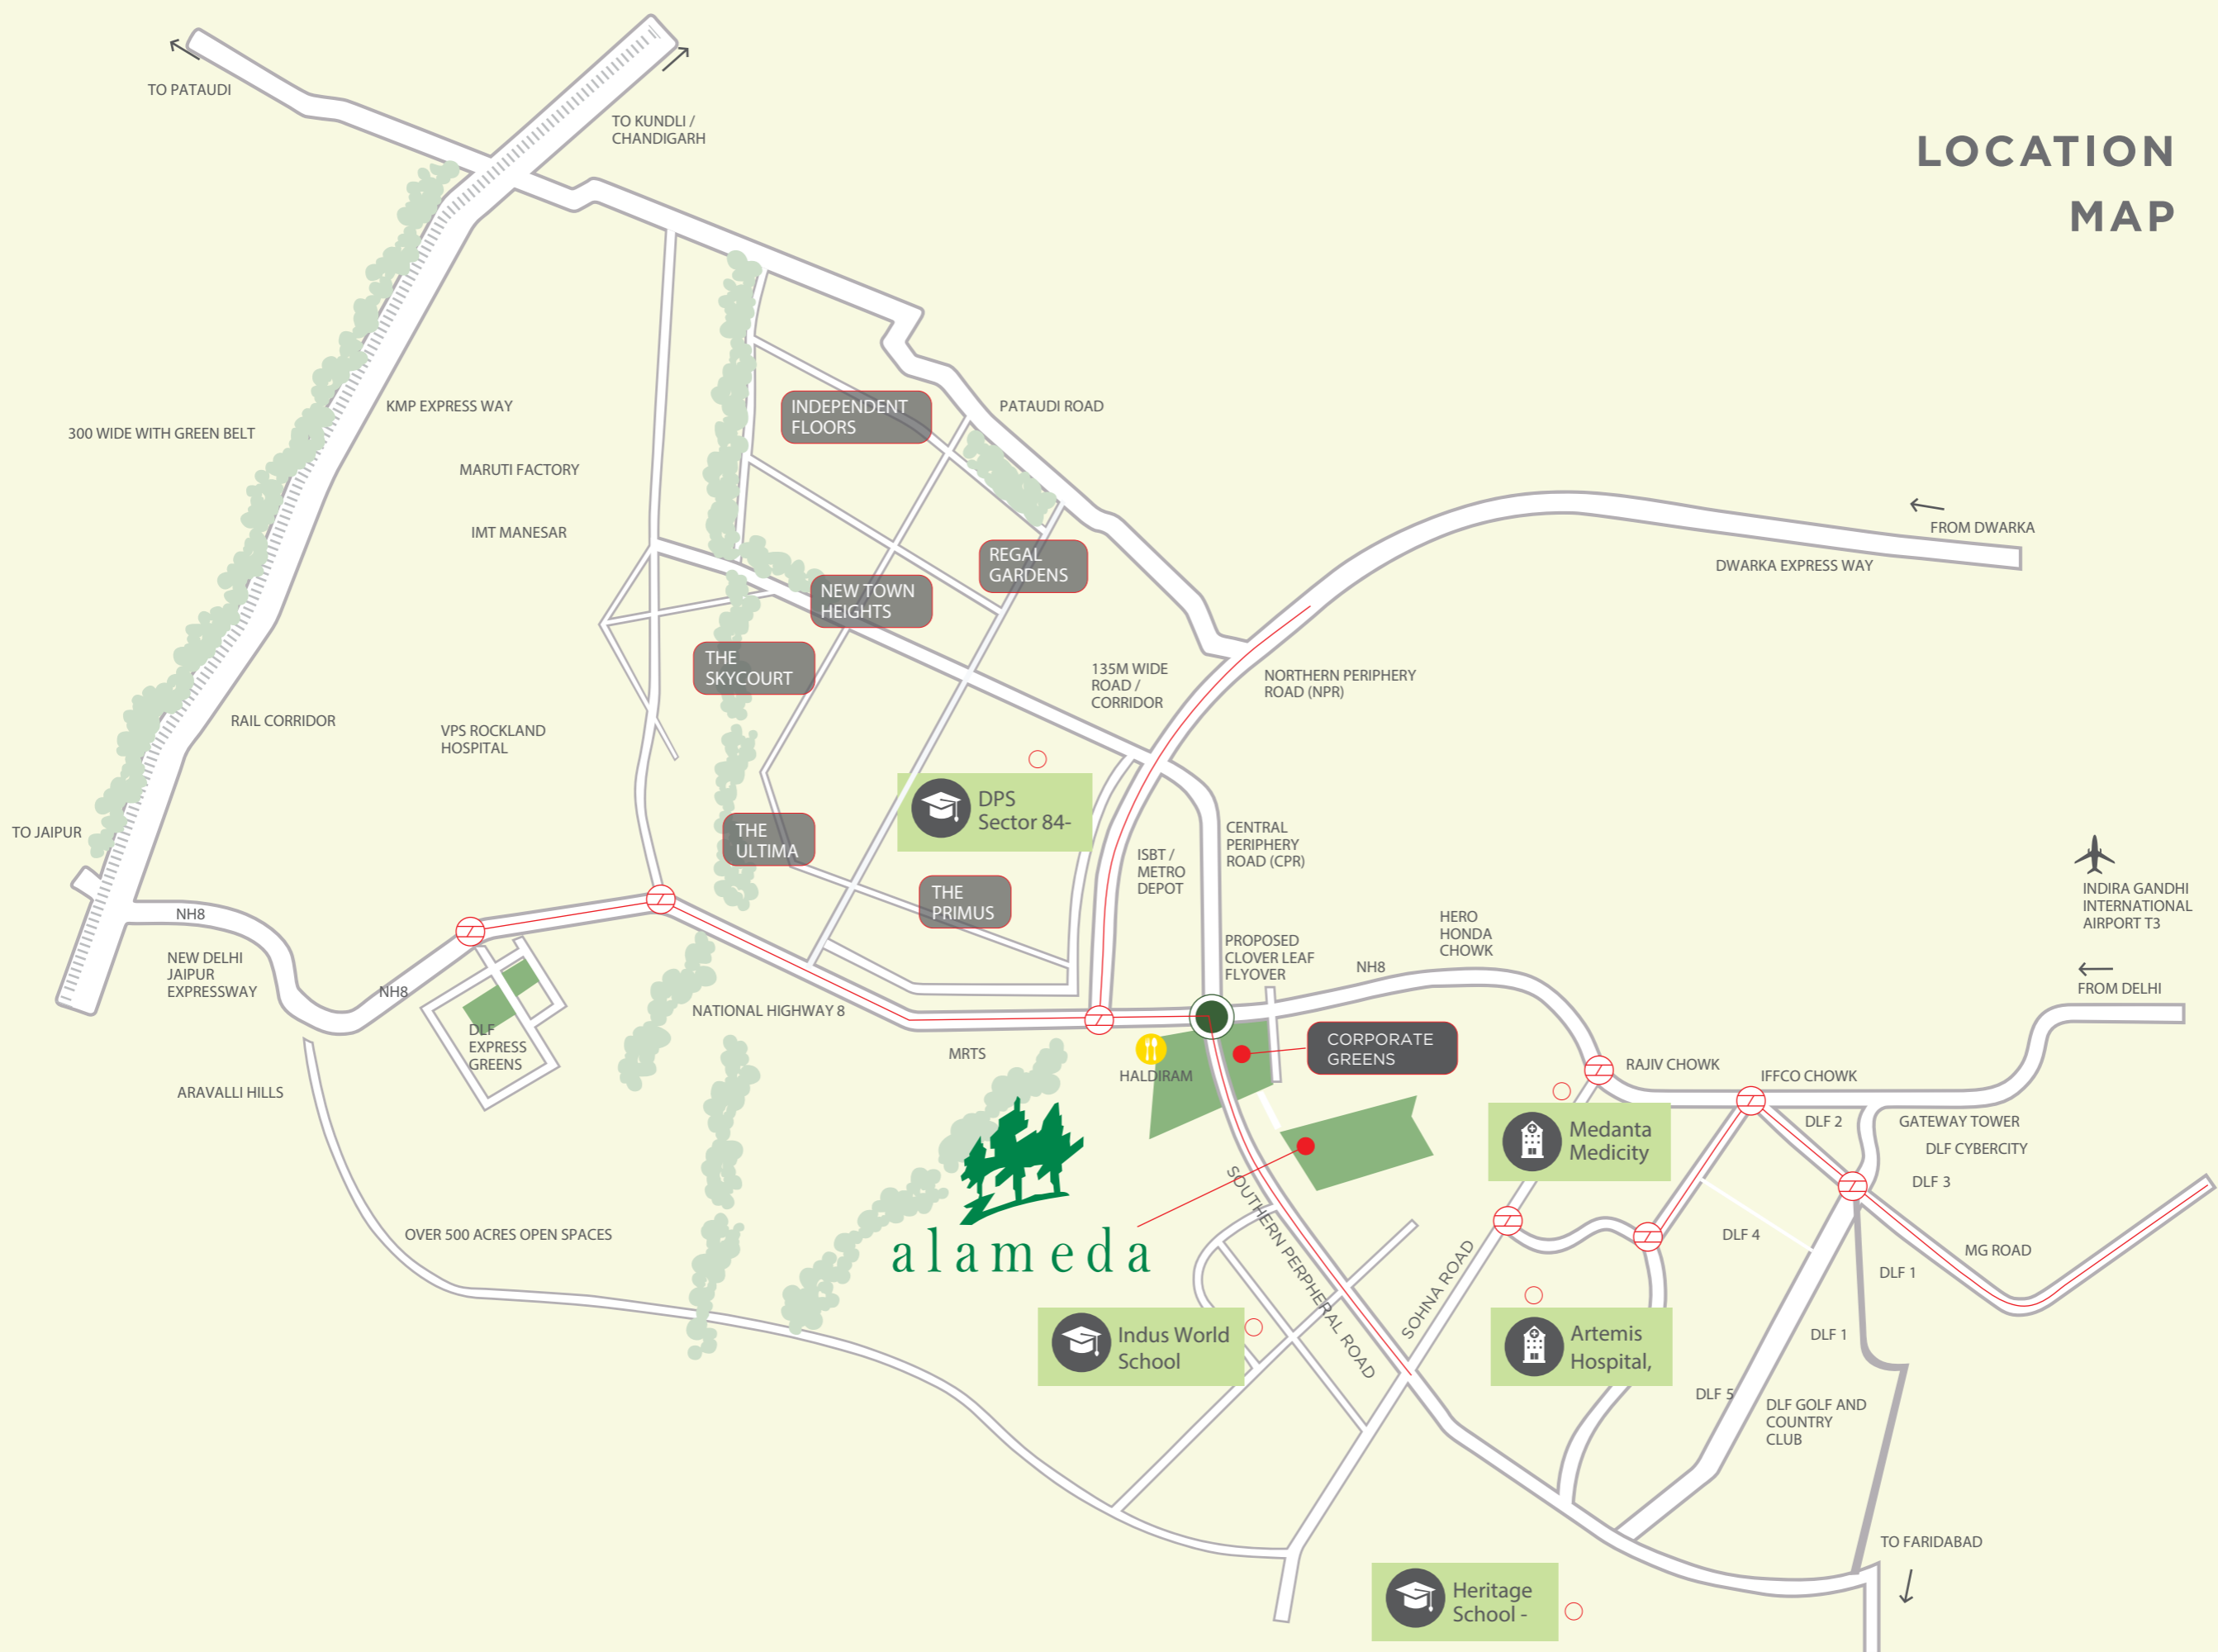 LOCATION
MAP
TO PATAUDI
TO KUNDLI /
CHANDIGARH
300 WIDE WITH GREEN BELT
KMP EXPRESS WAY
MARUTI FACTORY
IMT MANESAR
INDEPENDENT
FLOORS
PATAUDI ROAD
REGAL
GARDENS
NEW TOWN
HEIGHTS
THE
SKYCOURT
FROM DWARKA
DWARKA EXPRESS WAY
135M WIDE
ROAD /
CORRIDOR
NORTHERN PERIPHERY
ROAD (NPR)
RAIL CORRIDOR
VPS ROCKLAND
HOSPITAL
DPS
Sector 84-
TO JAIPUR
THE
ULTIMA
THE
PRIMUS
ISBT /
METRO
DEPOT
CENTRAL
PERIPHERY
ROAD (CPR)
INDIRA GANDHI
INTERNATIONAL
AIRPORT T3
NH8
NEW DELHI
JAIPUR
EXPRESSWAY
NH8
PROPOSED
CLOVER LEAF
FLYOVER
HERO
HONDA
CHOWK
NH8
FROM DELHI
NATIONAL HIGHWAY 8
DLF
EXPRESS
GREENS
MRTS
HALDIRAM
CORPORATE
GREENS
RAJIV CHOWK
IFFCO CHOWK
ARAVALLI HILLS
Medanta
Medicity
DLF 2
GATEWAY TOWER
DLF CYBERCITY
DLF 3
OVER 500 ACRES OPEN SPACES
alameda
SOUTHERN PERPHERAL ROAD
SOHNA ROAD
DLF 4
MG ROAD
DLF 1
Indus World
School
Artemis
Hospital,
DLF 1
DLF 5
DLF GOLF AND
COUNTRY
CLUB
TO FARIDABAD
Heritage
School -